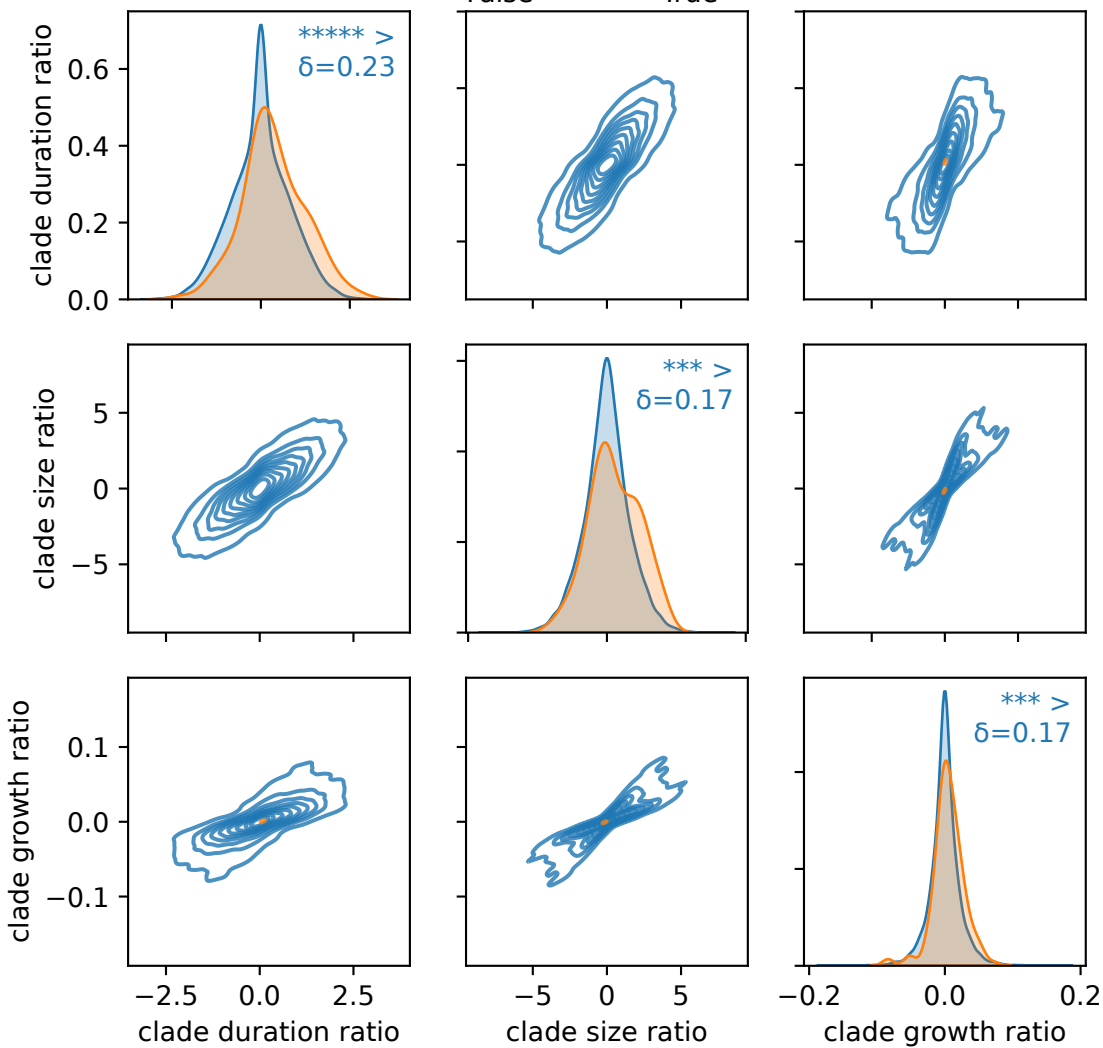 ***** >
δ=0.23
clade duration ratio
0.6
0.4
0.2
0.0
*** >
δ=0.17
clade size ratio
5
0
−5
*** >
δ=0.17
clade growth ratio
0.1
0.0
−0.1
−2.5 0.0 2.5
−5 0 5
−0.2 0.0 0.2
clade duration ratio
clade size ratio
clade growth ratio